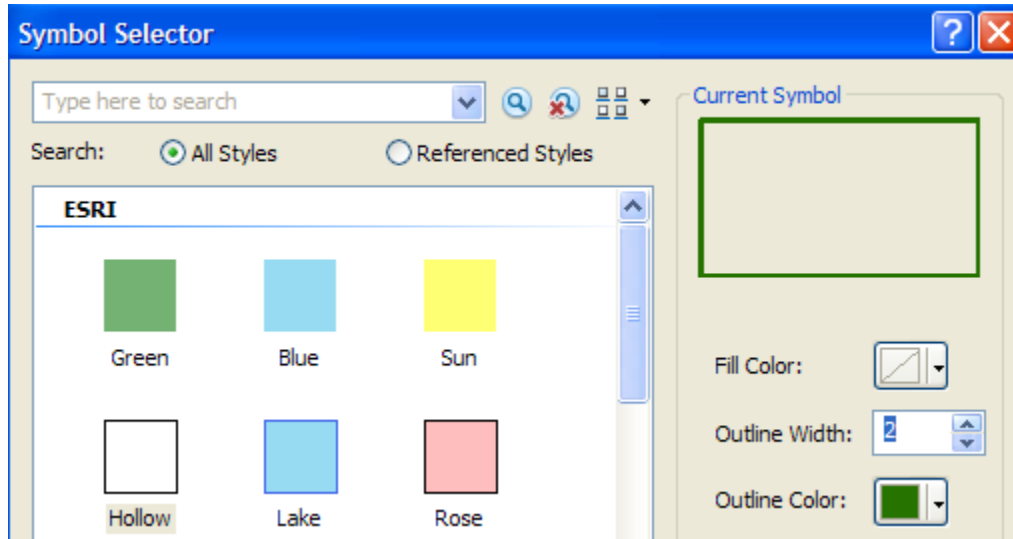 Symbol Selector
Type here to search
Current Symbol
Search: All Styles Referenced Styles
ESRI
Green Blue Sun
Fill Color:
Outline Width: 2
Outline Color:
Hollow Lake Rose